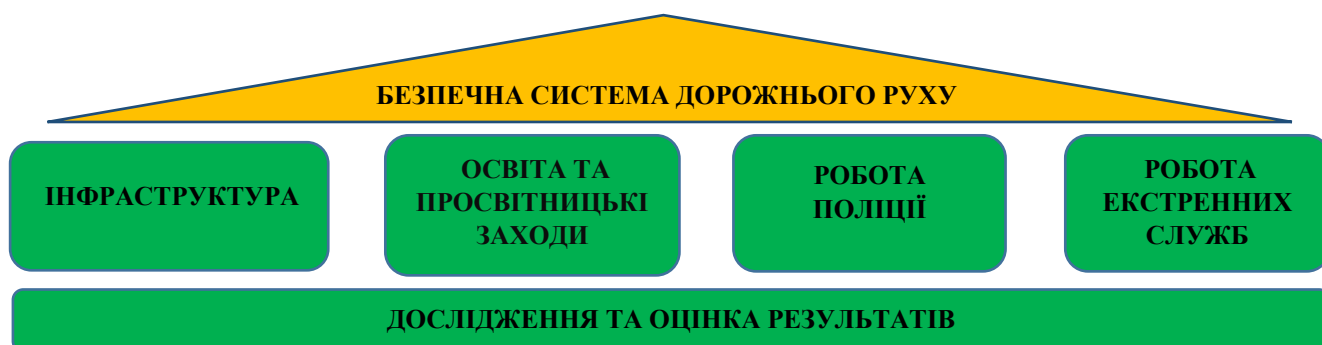 БЕЗПЕЧНА СИСТЕМА ДОРОЖНЬОГО РУХУ
ІНФРАСТРУКТУРА
ОСВІТА ТА
ПРОСВІТНИЦЬКІ
ЗАХОДИ
РОБОТА
ПОЛІЦІЇ
РОБОТА
ЕКСТРЕННИХ
СЛУЖБ
ДОСЛІДЖЕННЯ ТА ОЦІНКА РЕЗУЛЬТАТІВ